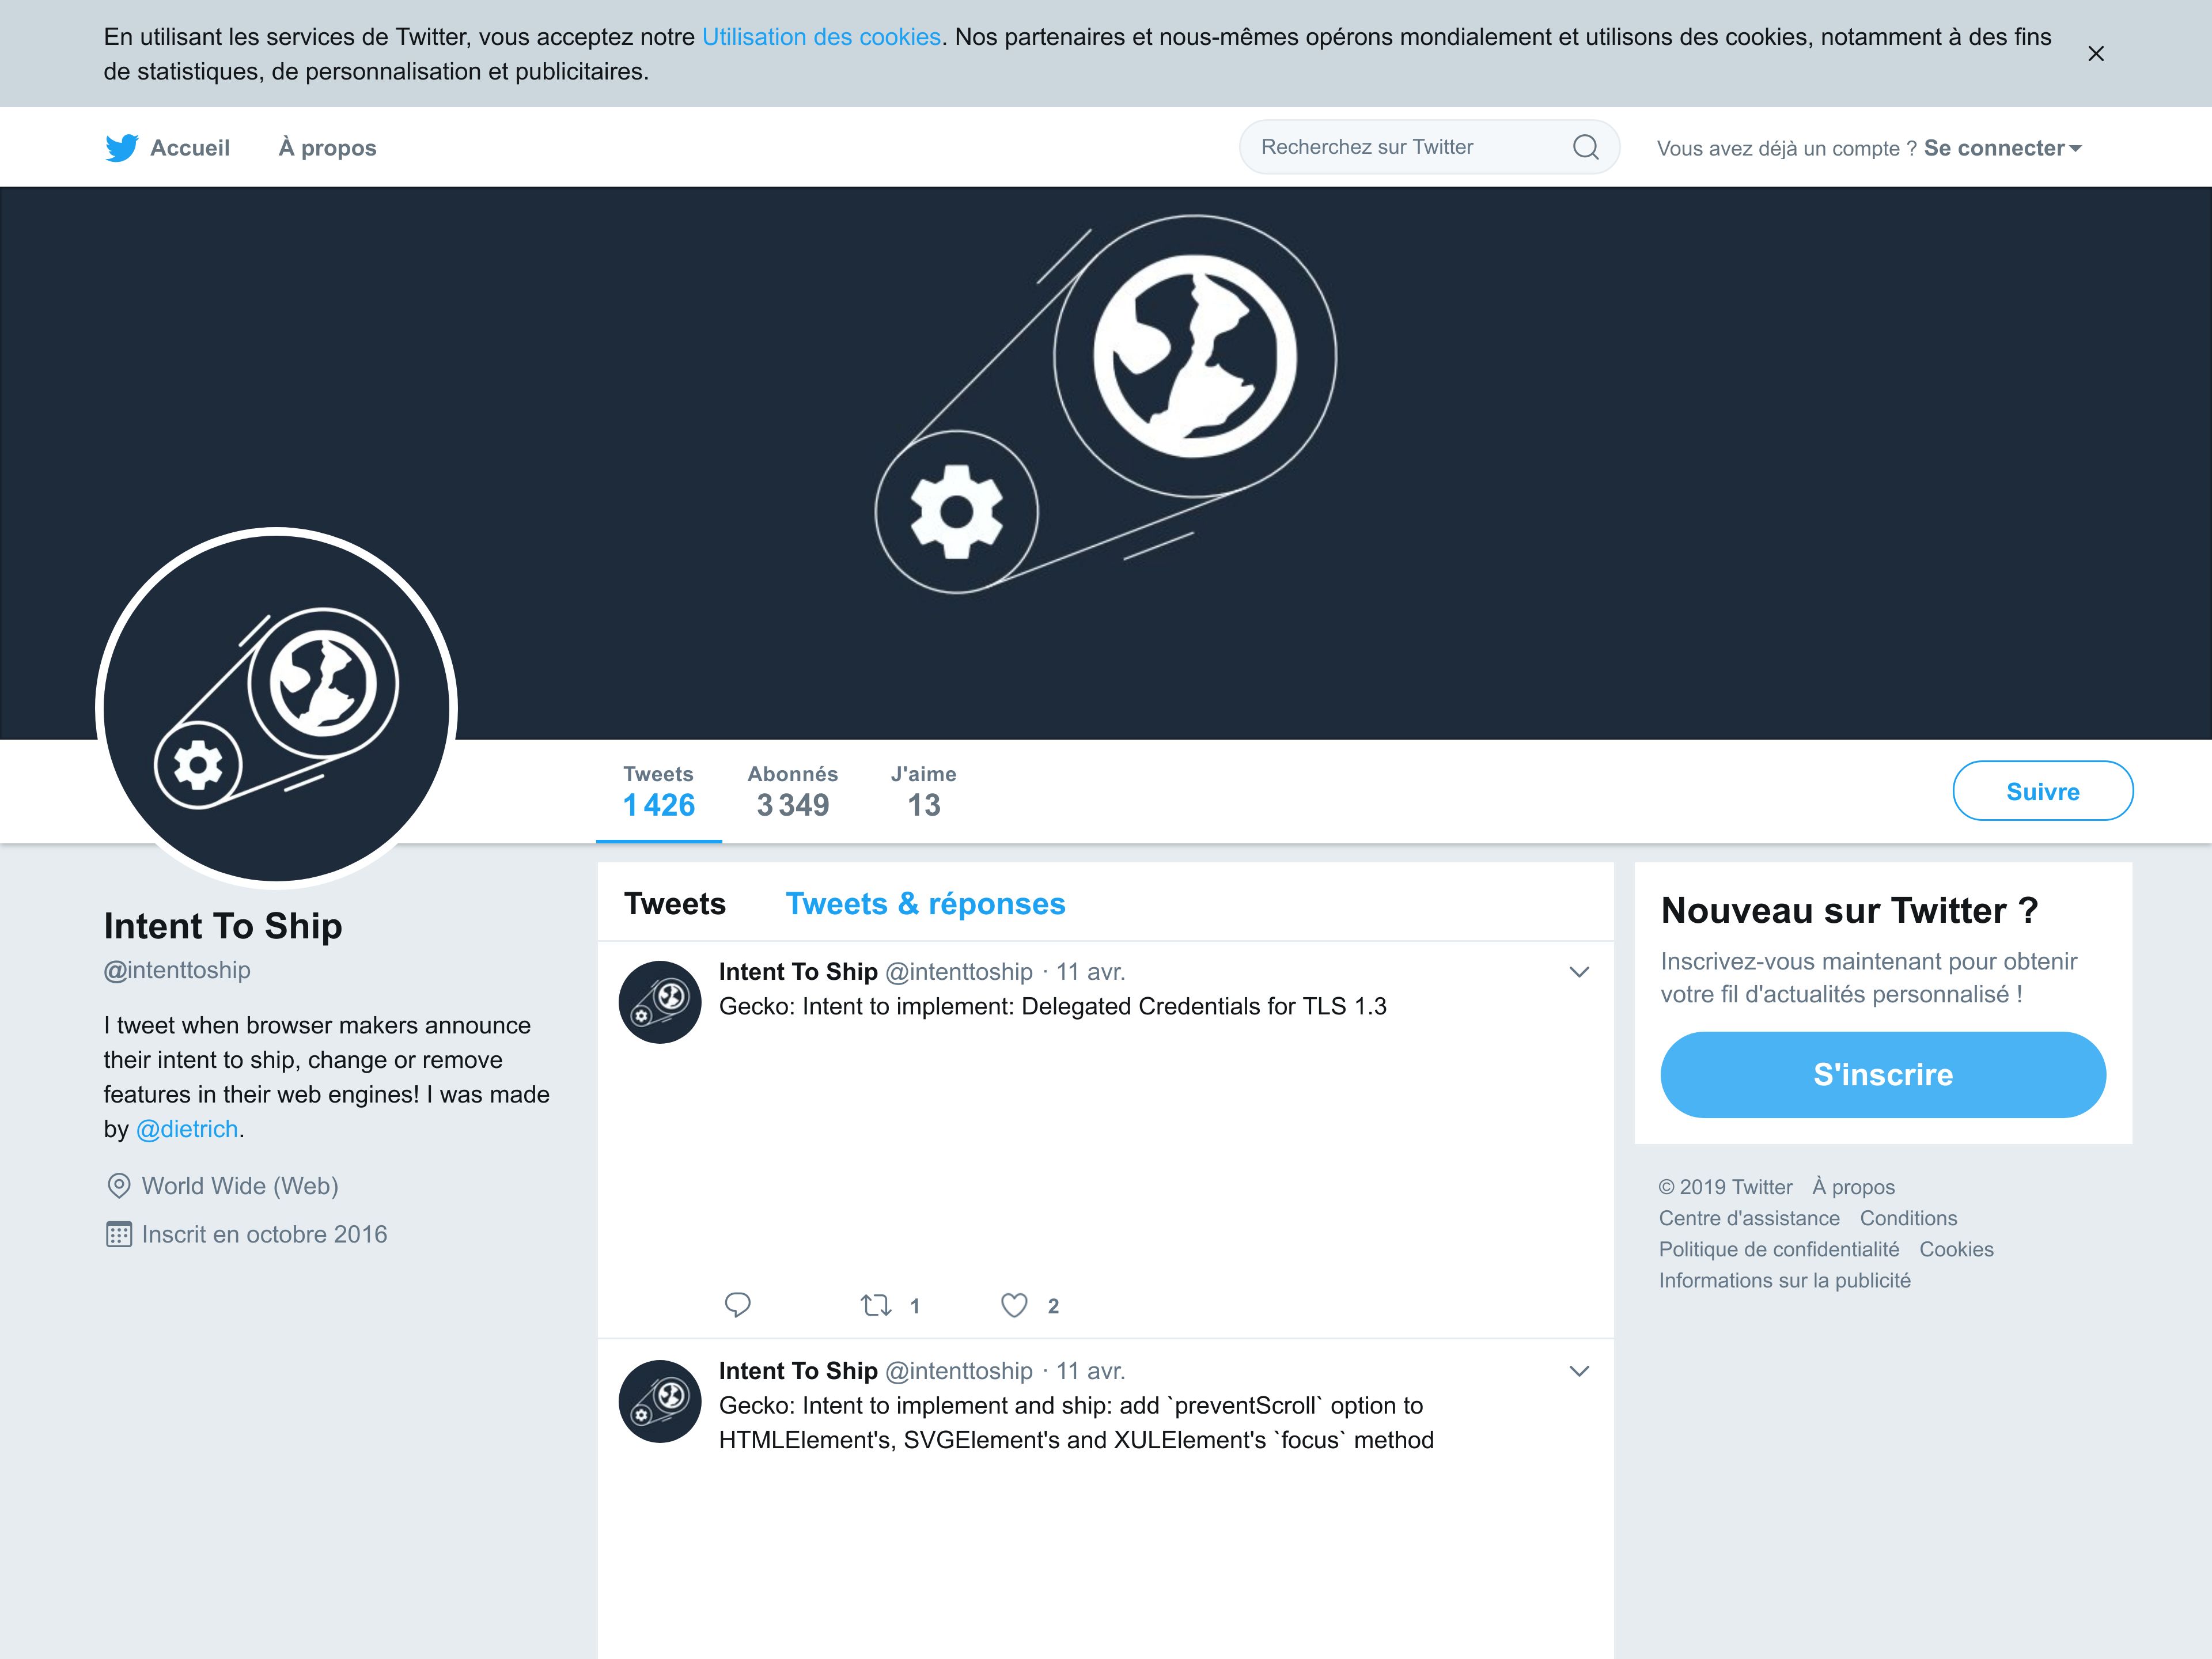 En utilisant les services de Twitter, vous acceptez notre Utilisation des cookies. Nos partenaires et nous-mêmes opérons mondialement et utilisons des cookies, notamment à des fins
de statistiques, de personnalisation et publicitaires.
Accueil À propos
Recherchez sur Twitter
Vous avez déjà un compte ? Se connecter
Tweets
1 426
Abonnés
3 349
J'aime
13
Suivre
Intent To Ship
@intenttoship
I tweet when browser makers announce
their intent to ship, change or remove
features in their web engines! I was made
by @dietrich.
World Wide (Web)
Inscrit en octobre 2016
Tweets Tweets & réponses
Intent To Ship @intenttoship · 11 avr.
Gecko: Intent to implement: Delegated Credentials for TLS 1.3
1 2
Intent To Ship @intenttoship · 11 avr.
Gecko: Intent to implement and ship: add `preventScroll` option to
HTMLElement's, SVGElement's and XULElement's `focus` method
Nouveau sur Twitter ?
Inscrivez-vous maintenant pour obtenir
votre fil d'actualités personnalisé !
S'inscrire
© 2019 Twitter À propos
Centre d'assistance Conditions
Politique de confidentialité Cookies
Informations sur la publicité